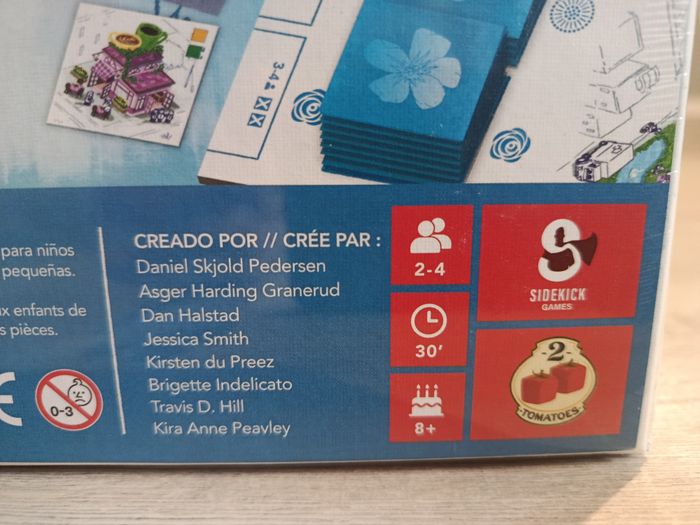 3-4
para niños
pequeñas.
enfants de
pièces.
0-3
CREADO POR // CRÉE PAR :
Daniel Skjold Pedersen
Asger Harding Granerud
Dan Halstad
Jessica Smith
Kirsten du Preez
Brigette Indelicato
Travis D. Hill
Kira Anne Peavley
2-4
30′
8+
SIDEKICK
GAMES
-2-
-TOMATOES-